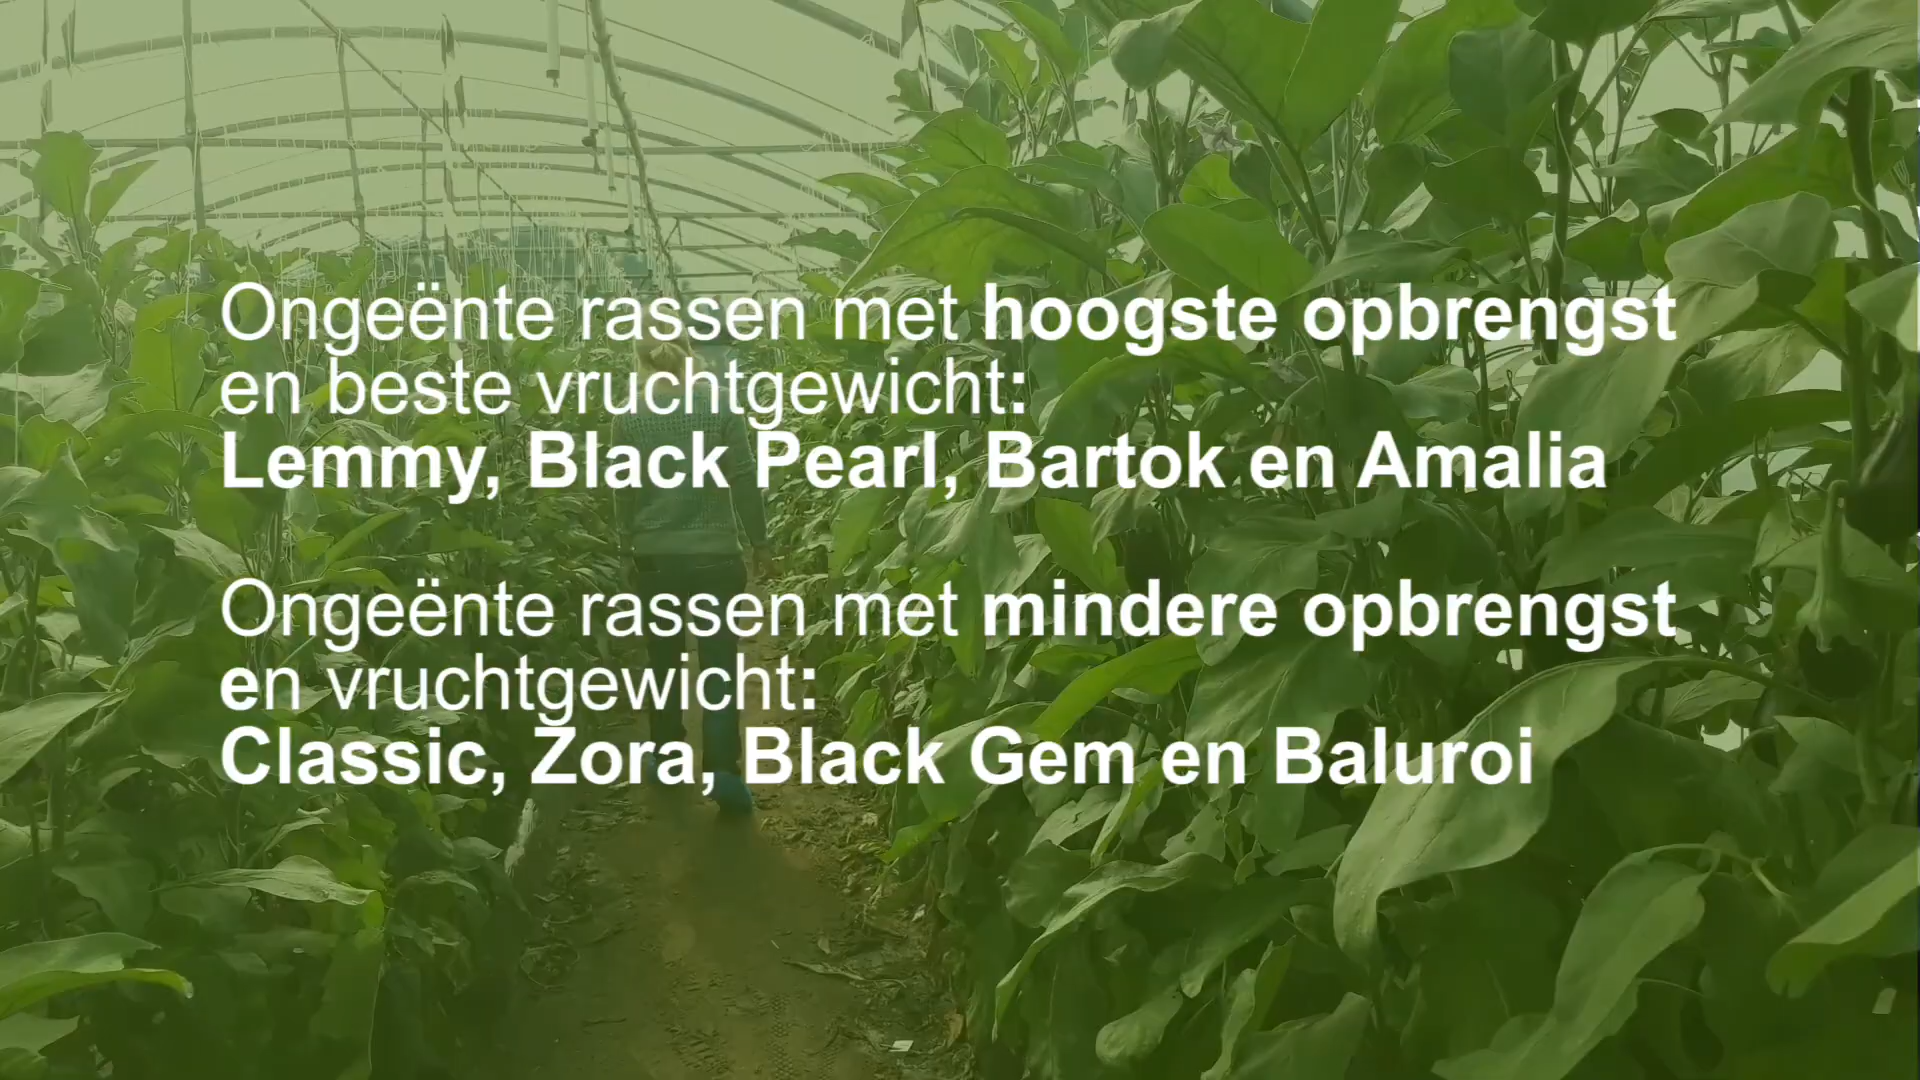 Ongeënte rassen met hoogste opbrengst
en beste vruchtgewicht:
Lemmy, Black Pearl, Bartok en Amalia
Ongeënte rassen met mindere opbrengst
en vruchtgewicht:
Classic, Zora, Black Gem en Baluroi